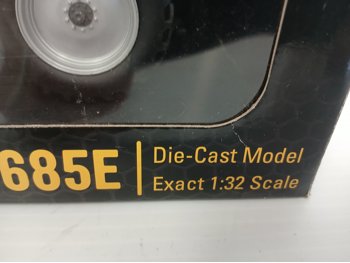 685E
Die-Cast Model
Exact 1:32 Scale